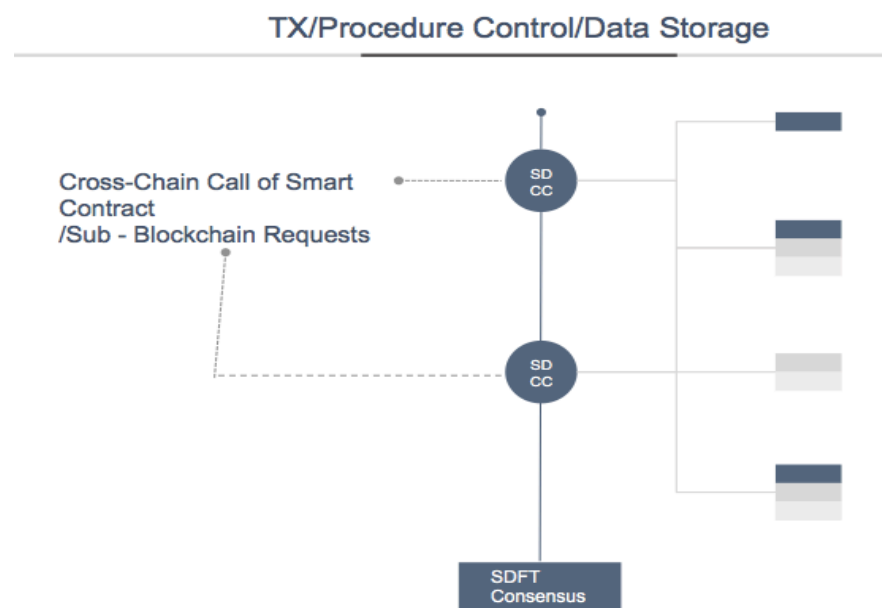 TX/Procedure Control/Data Storage
SD
CC
Cross-Chain Call of Smart
Contract
/Sub - Blockchain Requests
SD
CC
SDFT
Consensus